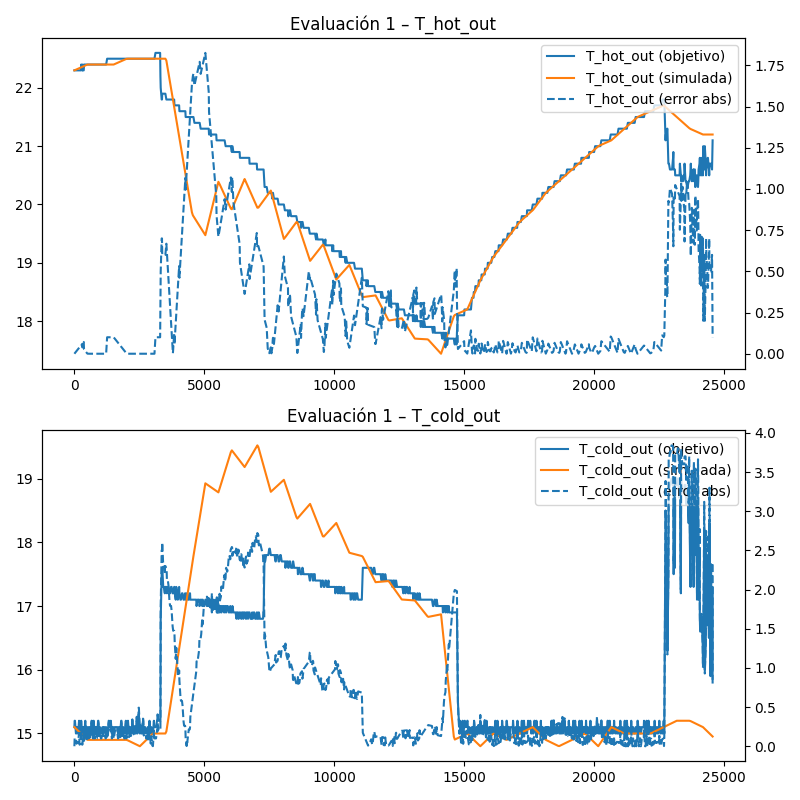 Evaluación 1 – T_hot_out
T_hot_out (objetivo)
T_hot_out (simulada)
T_hot_out (error abs)
22
21
20
19
18
1.75
1.50
1.25
1.00
0.75
0.50
0.25
0.00
0 5000 10000 15000 20000 25000
Evaluación 1 – T_cold_out
T_cold_out (objetivo)
T_cold_out (simulada)
T_cold_out (error abs)
19
18
17
16
15
4.0
3.5
3.0
2.5
2.0
1.5
1.0
0.5
0.0
0 5000 10000 15000 20000 25000